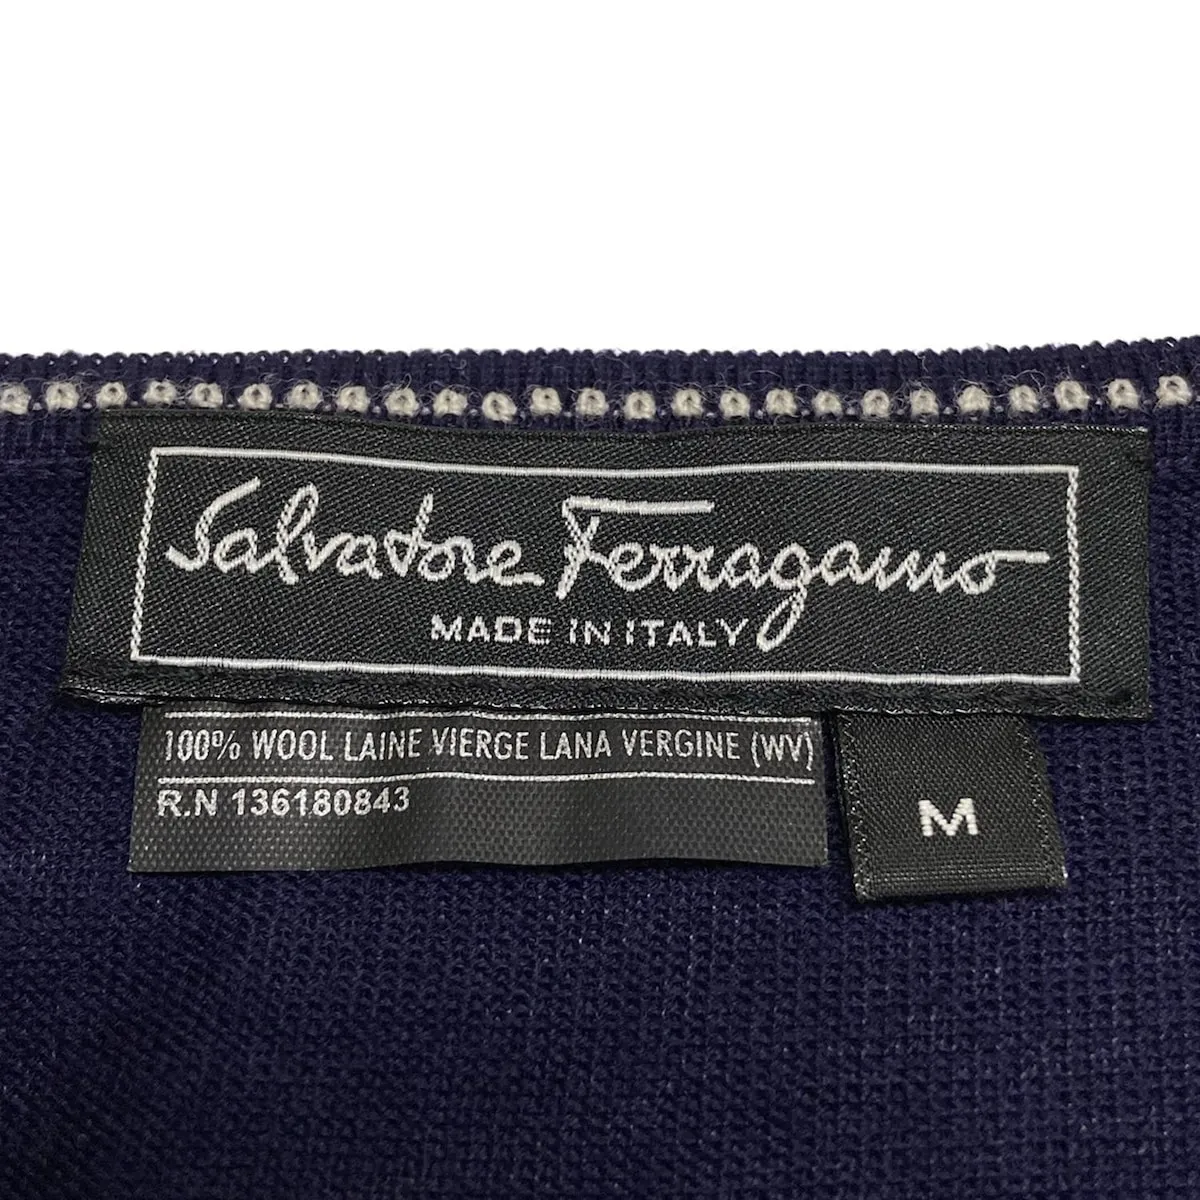 Salvatore Ferragamo
MADE IN ITALY
100% WOOL LAINE VIERGE LANA VERGINE (WV)
R.N 136180843
M